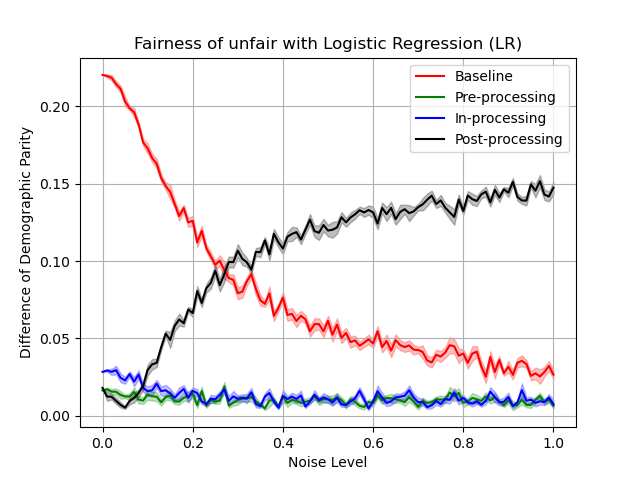 Fairness of unfair with Logistic Regression (LR)
Baseline
Pre-processing
In-processing
Post-processing
Difference of Demographic Parity
0.20
0.15
0.10
0.05
0.00
0.0 0.2 0.4 0.6 0.8 1.0
Noise Level